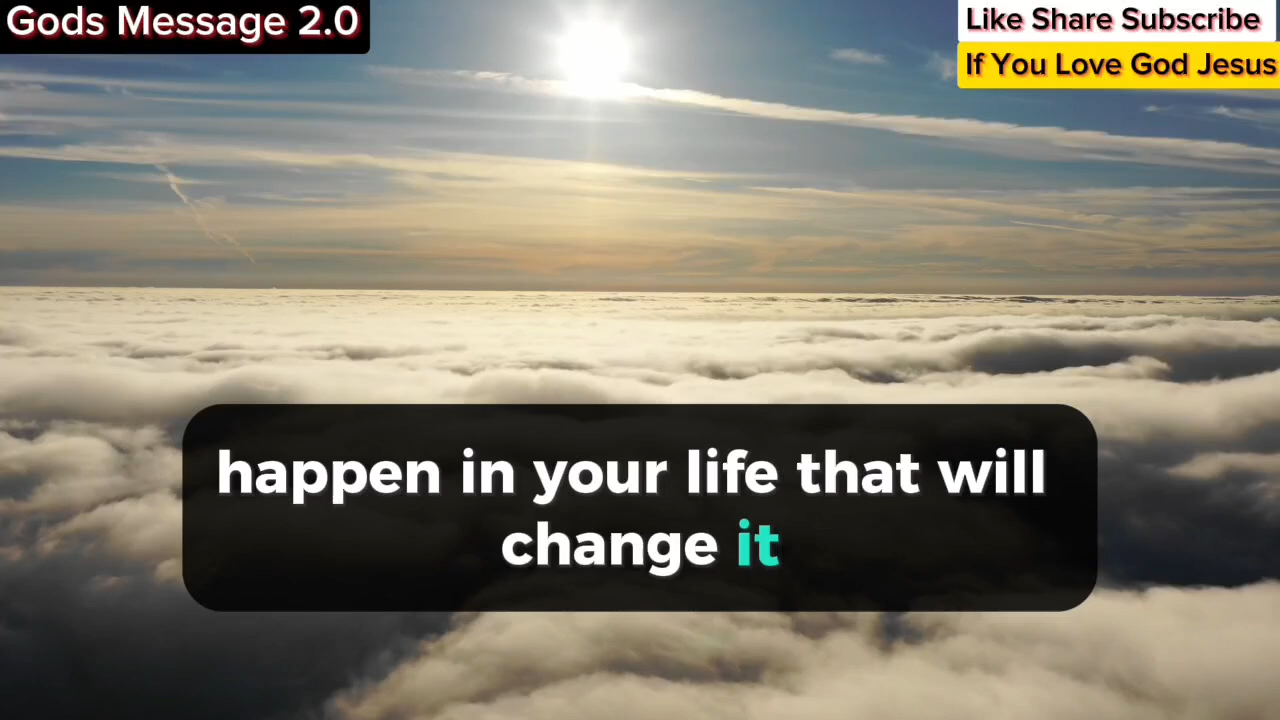 Gods Message 2.0
Like Share Subscribe
If You Love God Jesus
happen in your life that will
change it